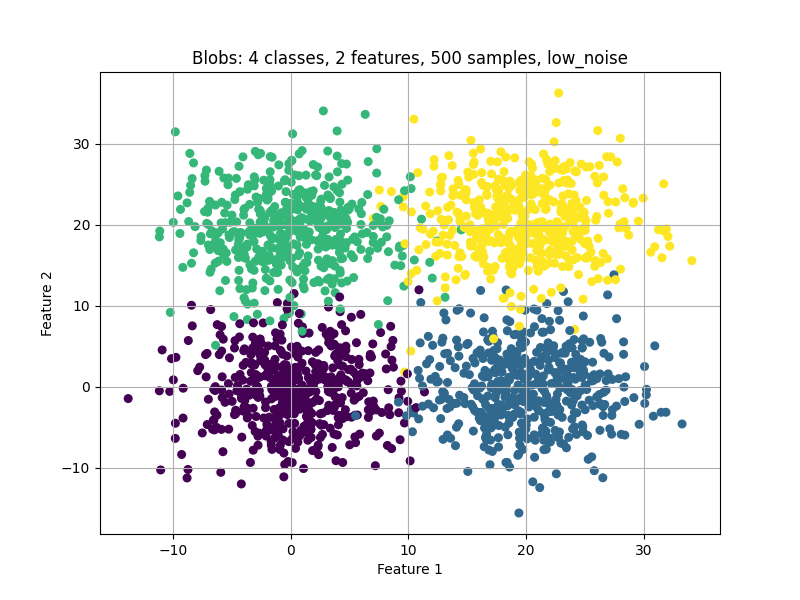 Blobs: 4 classes, 2 features, 500 samples, low_noise
Feature 2
30
20
10
0
−10
−10 0 10 20 30
Feature 1